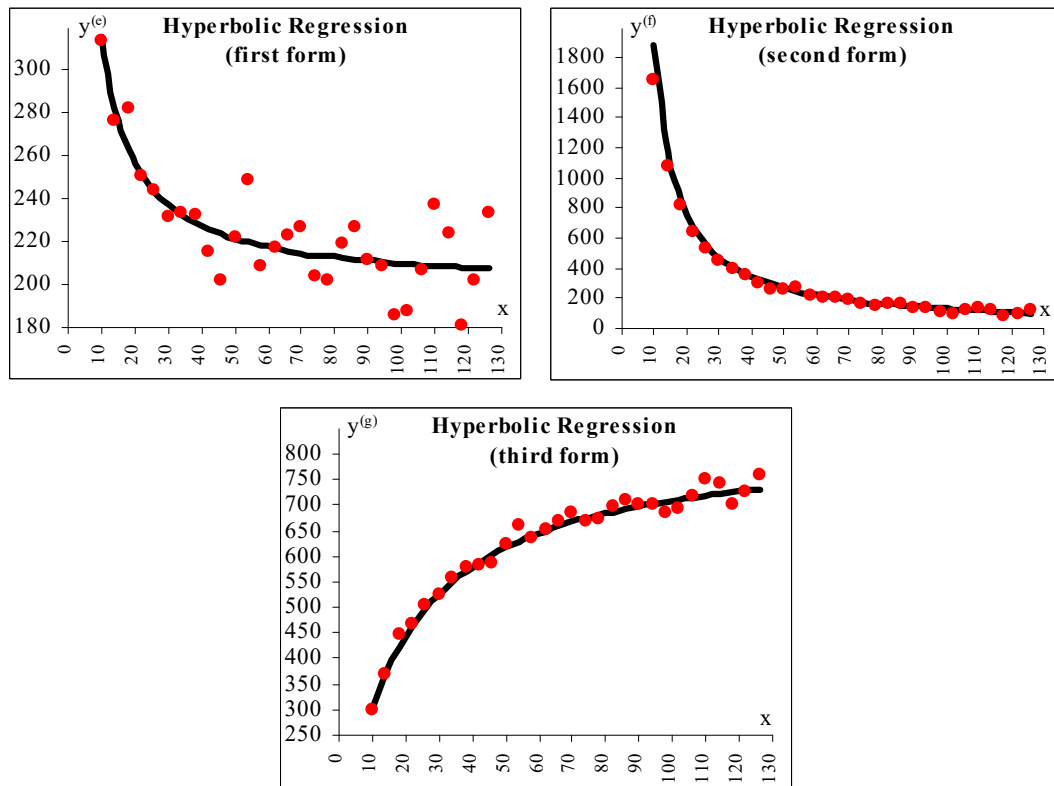 y(e)
Hyperbolic Regression
(first form)
300
280
260
240
220
200
180
x
0 10 20 30 40 50 60 70 80 90 100 110 120 130
y(f)
Hyperbolic Regression
(second form)
1800
1600
1400
1200
1000
800
600
400
200
0
x
0 10 20 30 40 50 60 70 80 90 100 110 120 130
y(g)
Hyperbolic Regression
(third form)
800
750
700
650
600
550
500
450
400
350
300
250
x
0 10 20 30 40 50 60 70 80 90 100 110 120 130